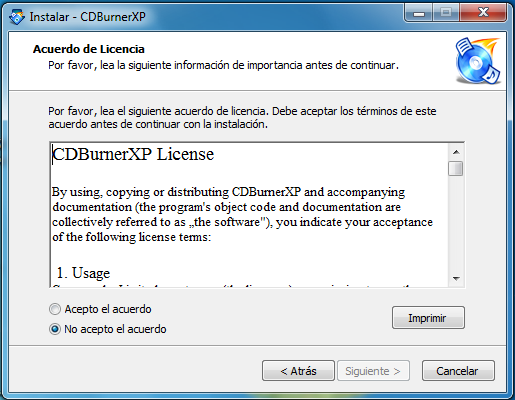 Instalar - CDBurnerXP
Acuerdo de Licencia
Por favor, lea la siguiente información de importancia antes de continuar.
Por favor, lea el siguiente acuerdo de licencia. Debe aceptar los términos de este
acuerdo antes de continuar con la instalación.
CDBurnerXP License
By using, copying or distributing CDBurnerXP and accompanying
documentation (the program's object code and documentation are
collectively referred to as „the software"), you indicate your acceptance
of the following license terms:
1. Usage
Acepto el acuerdo
No acepto el acuerdo
Imprimir
< Atrás
Siguiente >
Cancelar